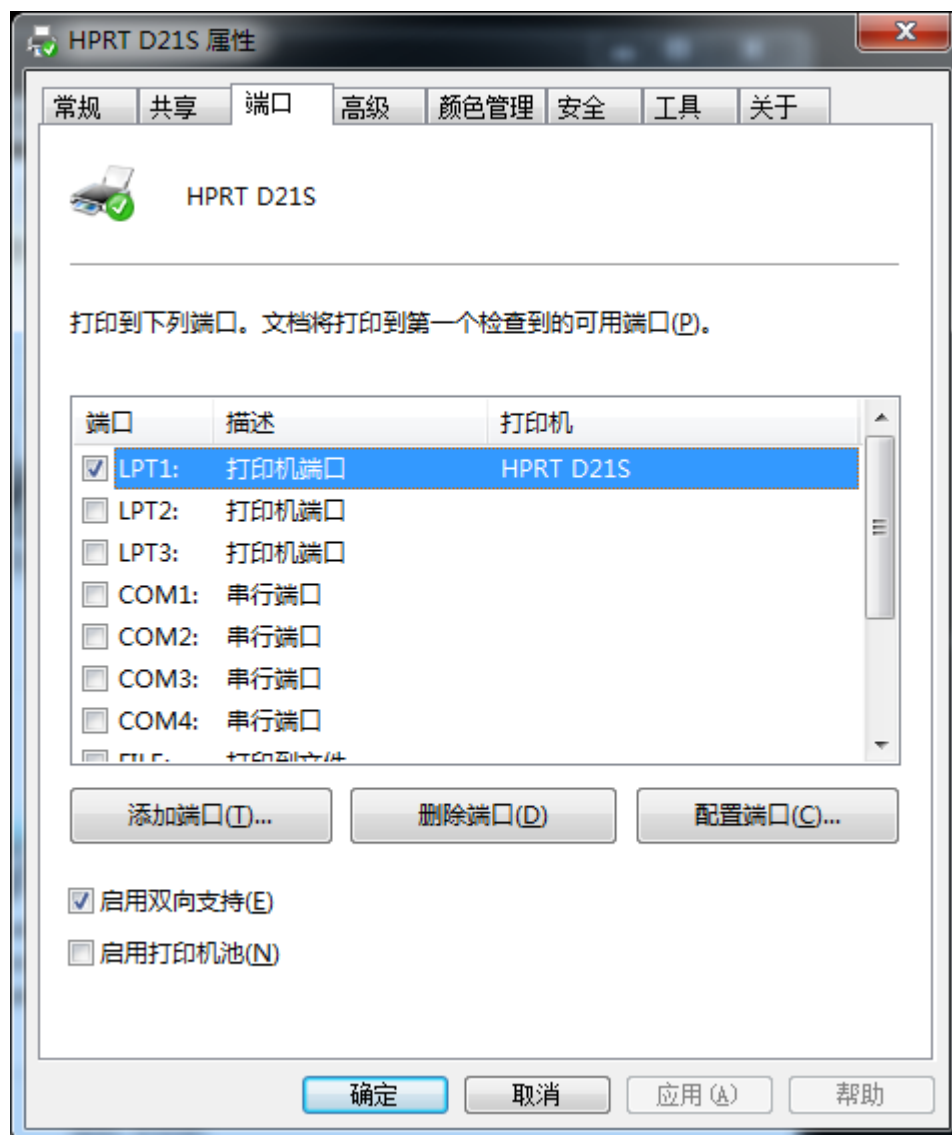 HPRT D21S 属性
常规 共享 端口 高级 颜色管理 安全 工具 关于
HPRT D21S
打印到下列端口。文档将打印到第一个检查到的可用端口(P)。
端口 描述 打印机
LPT1: 打印机端口 HPRT D21S
LPT2: 打印机端口
LPT3: 打印机端口
COM1: 串行端口
COM2: 串行端口
COM3: 串行端口
COM4: 串行端口
FILE: 打印到文件
添加端口(T)... 删除端口(D) 配置端口(C)...
启用双向支持(E)
启用打印机池(N)
确定 取消 应用(A) 帮助